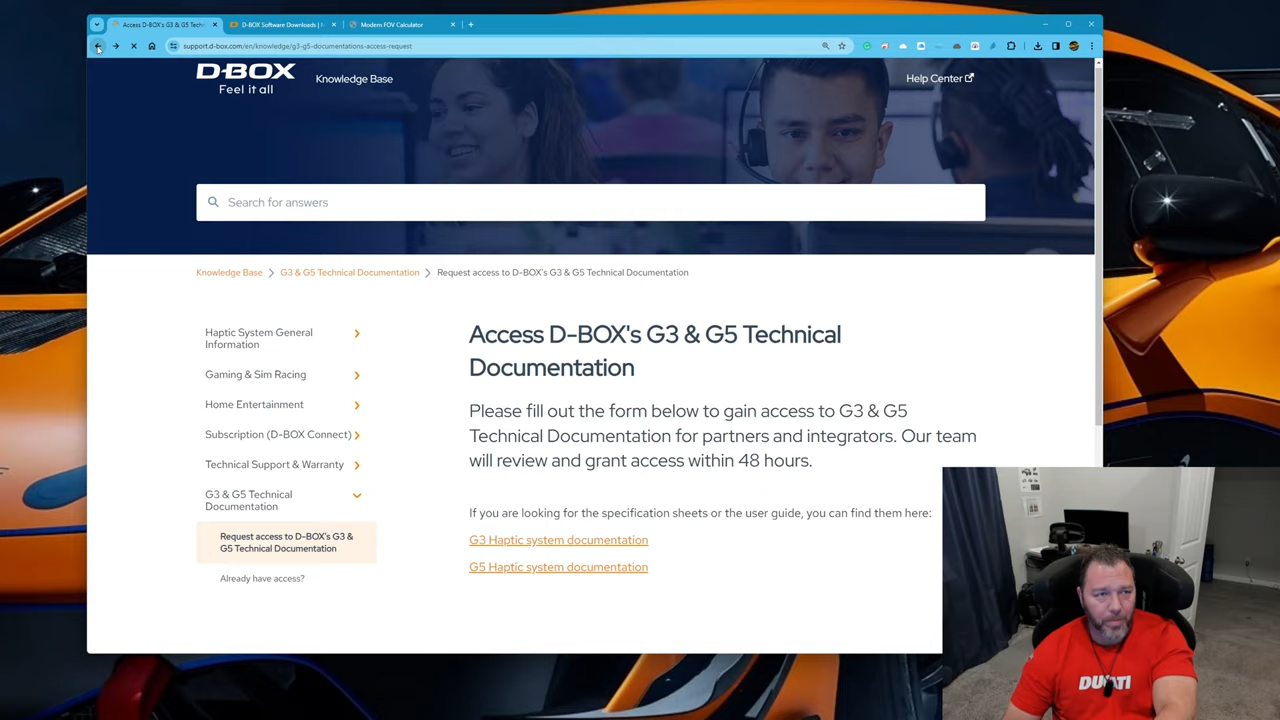 Access D-BOX's G3 & G5 Techni
D-BOX Software Downloads |
Modern FOV Calculator
support.d-box.com/en/knowledge/g3-g5-documentations-access-request
D-BOX
Feel it all
Knowledge Base
Help Center
Search for answers
Knowledge Base
G3 & G5 Technical Documentation
Request access to D-BOX's G3 & G5 Technical Documentation
Haptic System General
Information
Gaming & Sim Racing
Home Entertainment
Subscription (D-BOX Connect)
Technical Support & Warranty
G3 & G5 Technical
Documentation
Request access to D-BOX's G3 &
G5 Technical Documentation
Already have access?
Access D-BOX's G3 & G5 Technical
Documentation
Please fill out the form below to gain access to G3 & G5
Technical Documentation for partners and integrators. Our team
will review and grant access within 48 hours.
If you are looking for the specification sheets or the user guide, you can find them here:
G3 Haptic system documentation
G5 Haptic system documentation
DUCATI